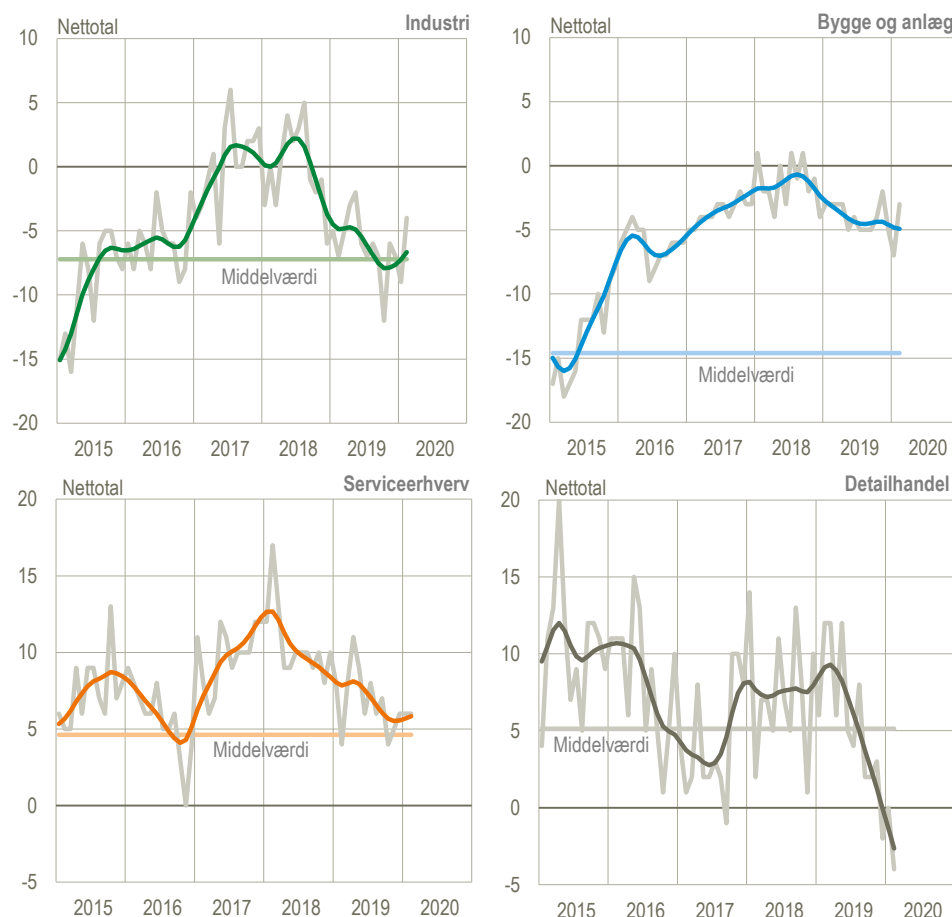 Nettotal Industri
10
5
0
-5
-10
-15
-20
Middelværdi
2015 2016 2017 2018 2019 2020
Nettotal Bygge og anlæg
10
5
0
-5
-10
-15
-20
Middelværdi
2015 2016 2017 2018 2019 2020
Nettotal Serviceerhverv
20
15
10
5
0
-5
Middelværdi
2015 2016 2017 2018 2019 2020
Nettotal Detailhandel
20
15
10
5
0
-5
Middelværdi
2015 2016 2017 2018 2019 2020